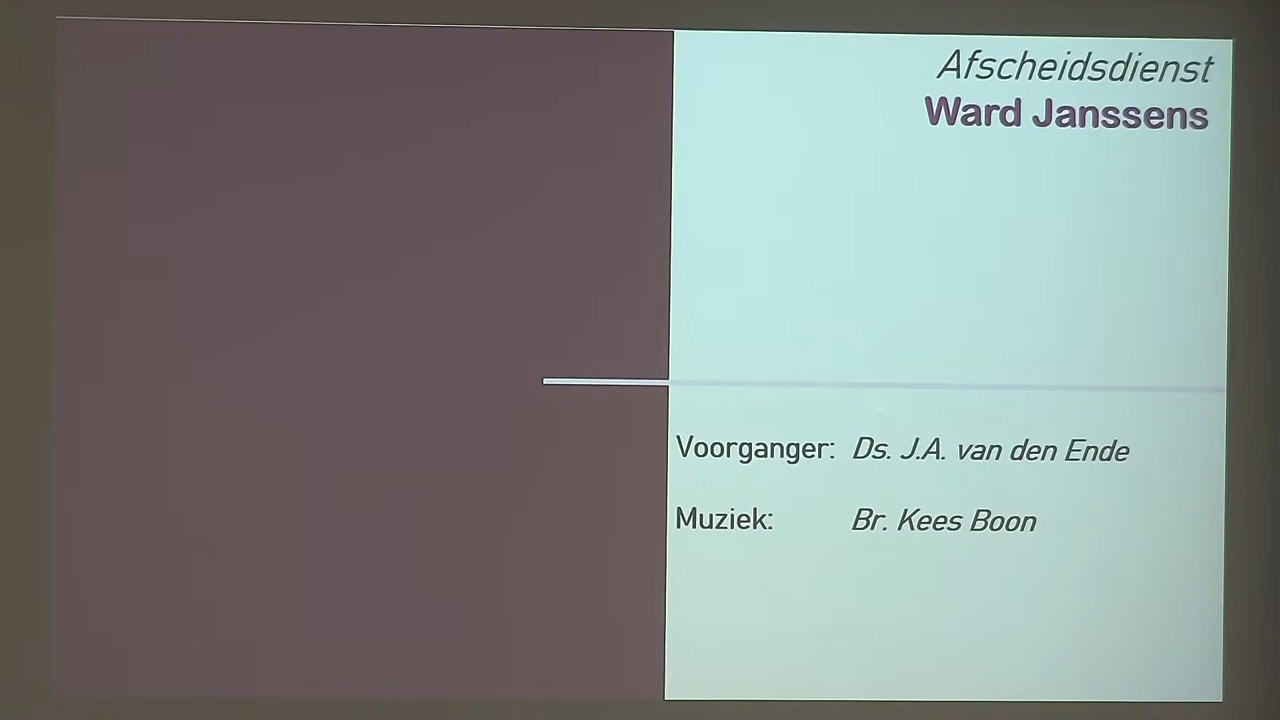 Afscheidsdienst
Ward Janssens
Voorganger: Ds. J.A. van den Ende
Muziek: Br. Kees Boon